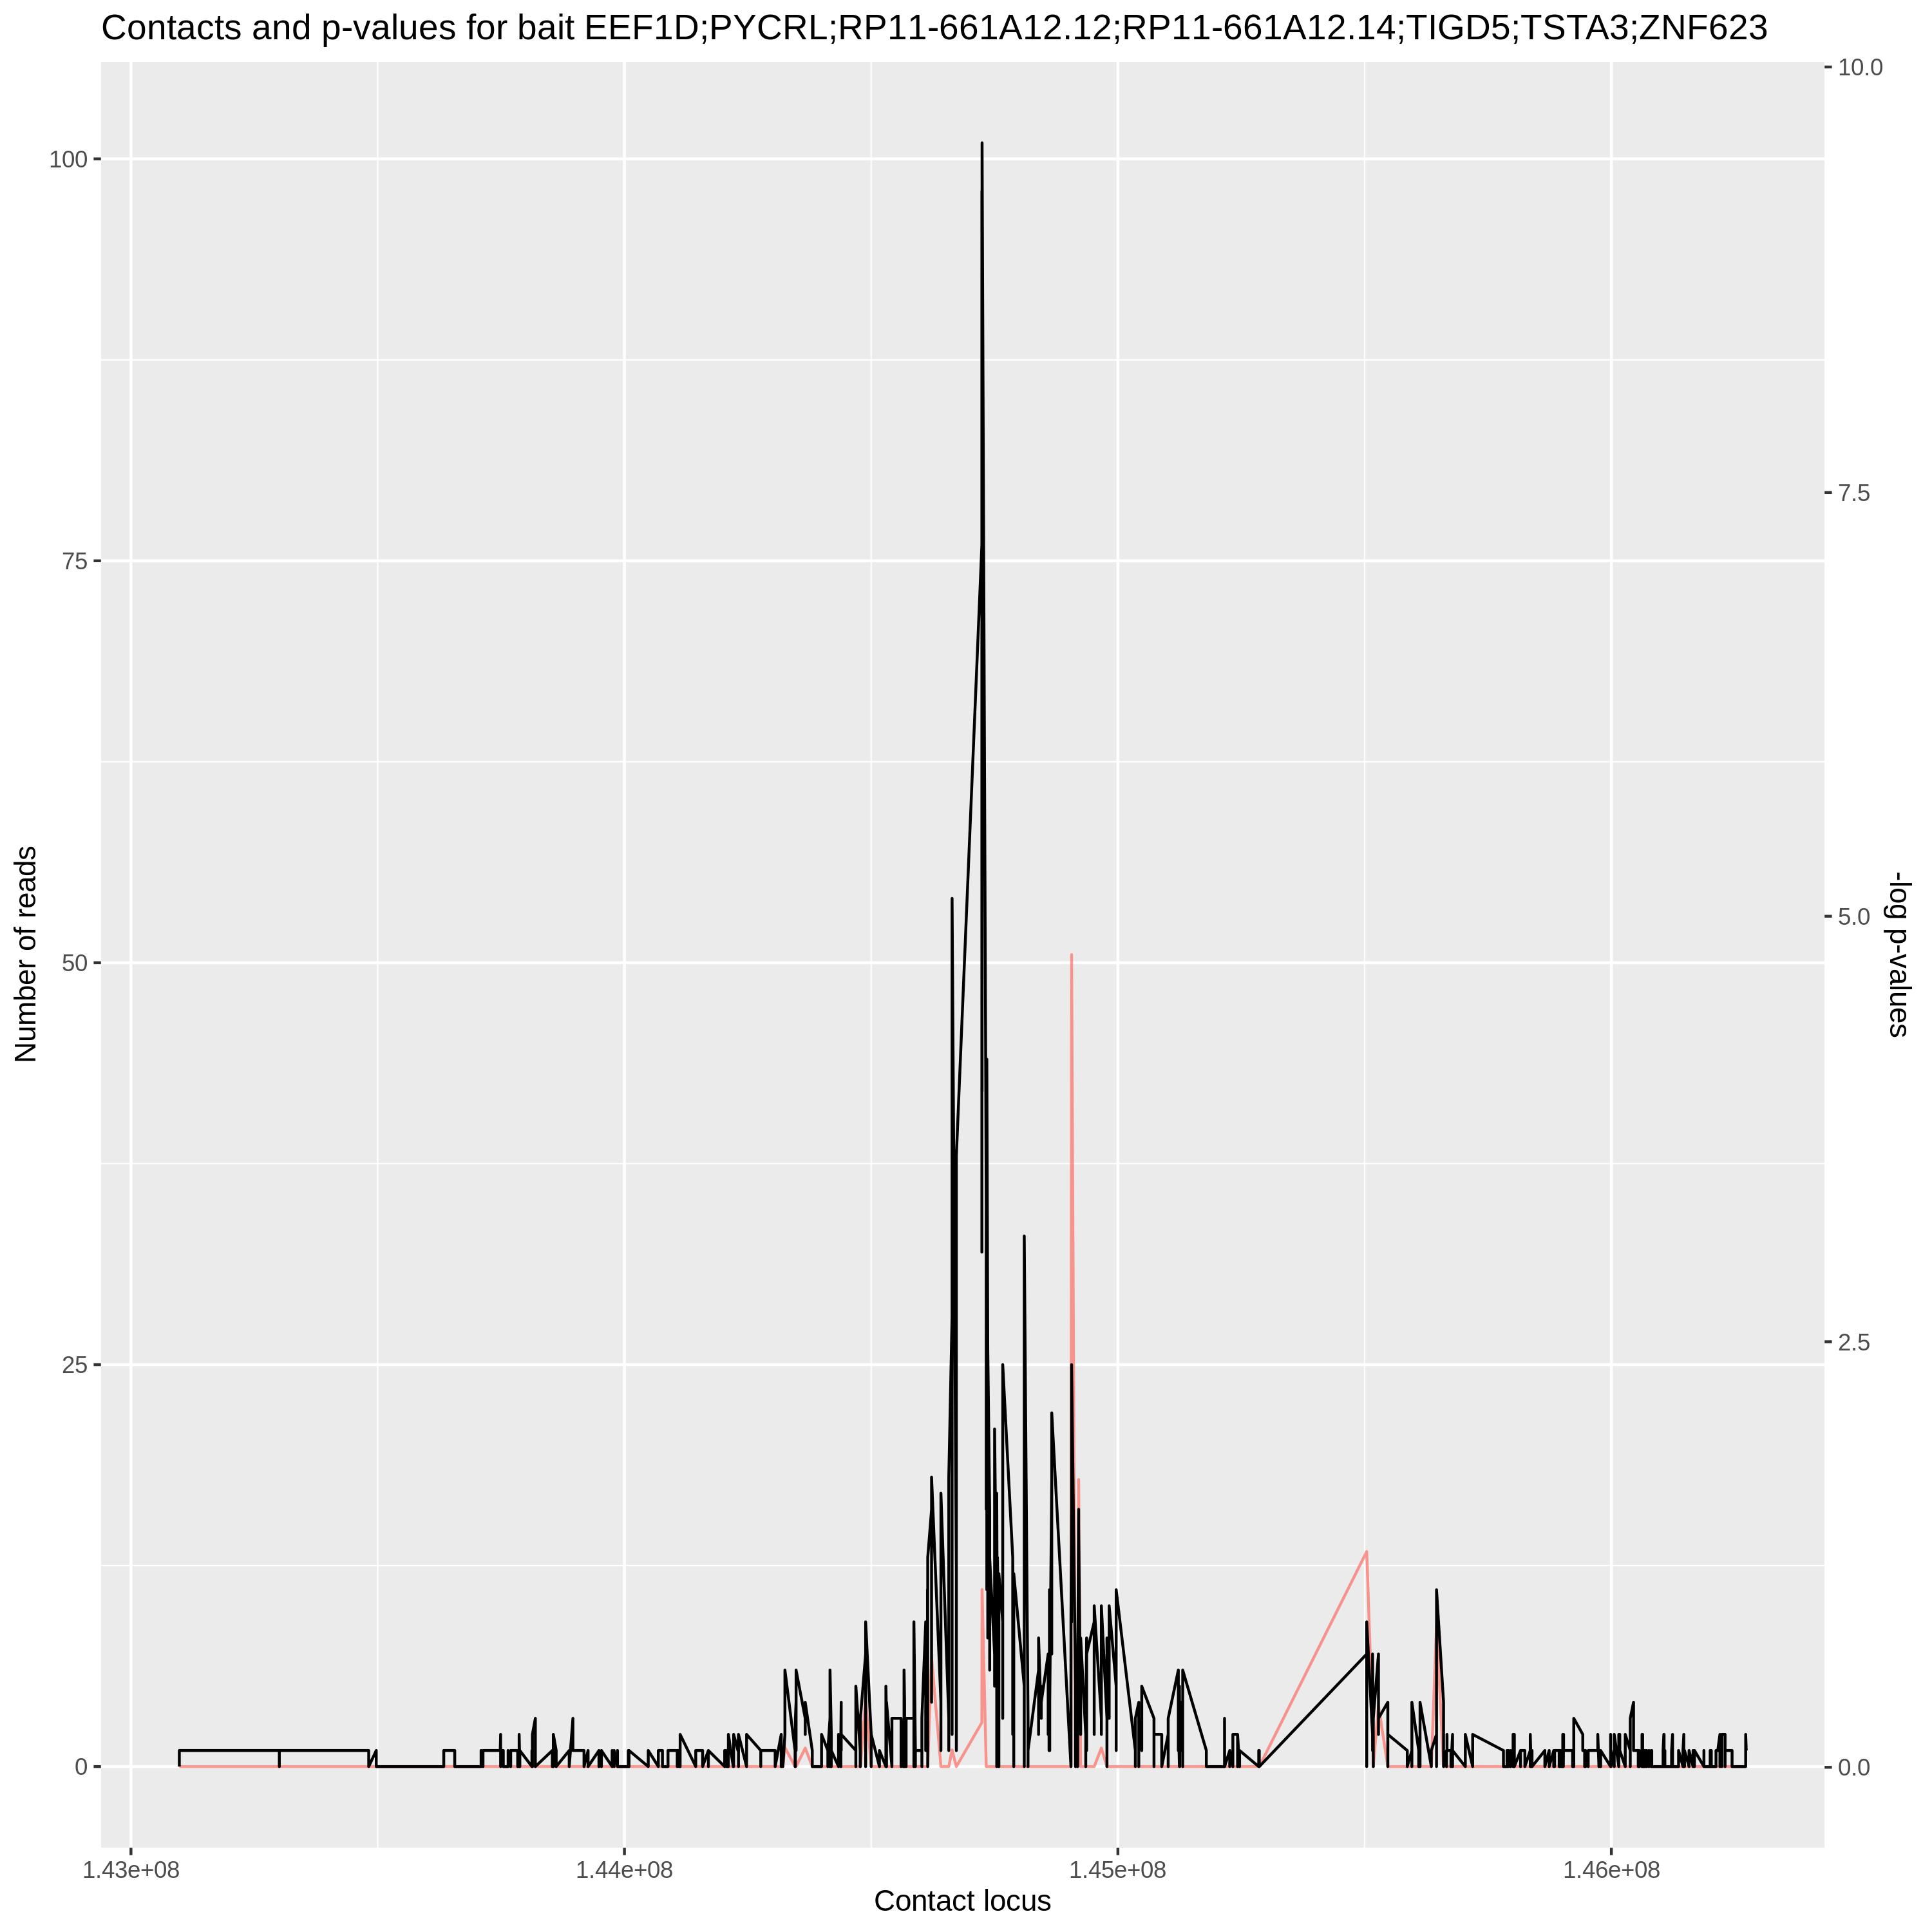 Contacts and p-values for bait EEF1D;PYCRL;RP11-661A12.12;RP11-661A12.14;TIGD5;TSTA3;ZNF623
Number of reads
100
75
50
25
0
10.0
7.5
5.0
2.5
0.0
-log p-values
1.43e+08
1.44e+08
1.45e+08
1.46e+08
Contact locus